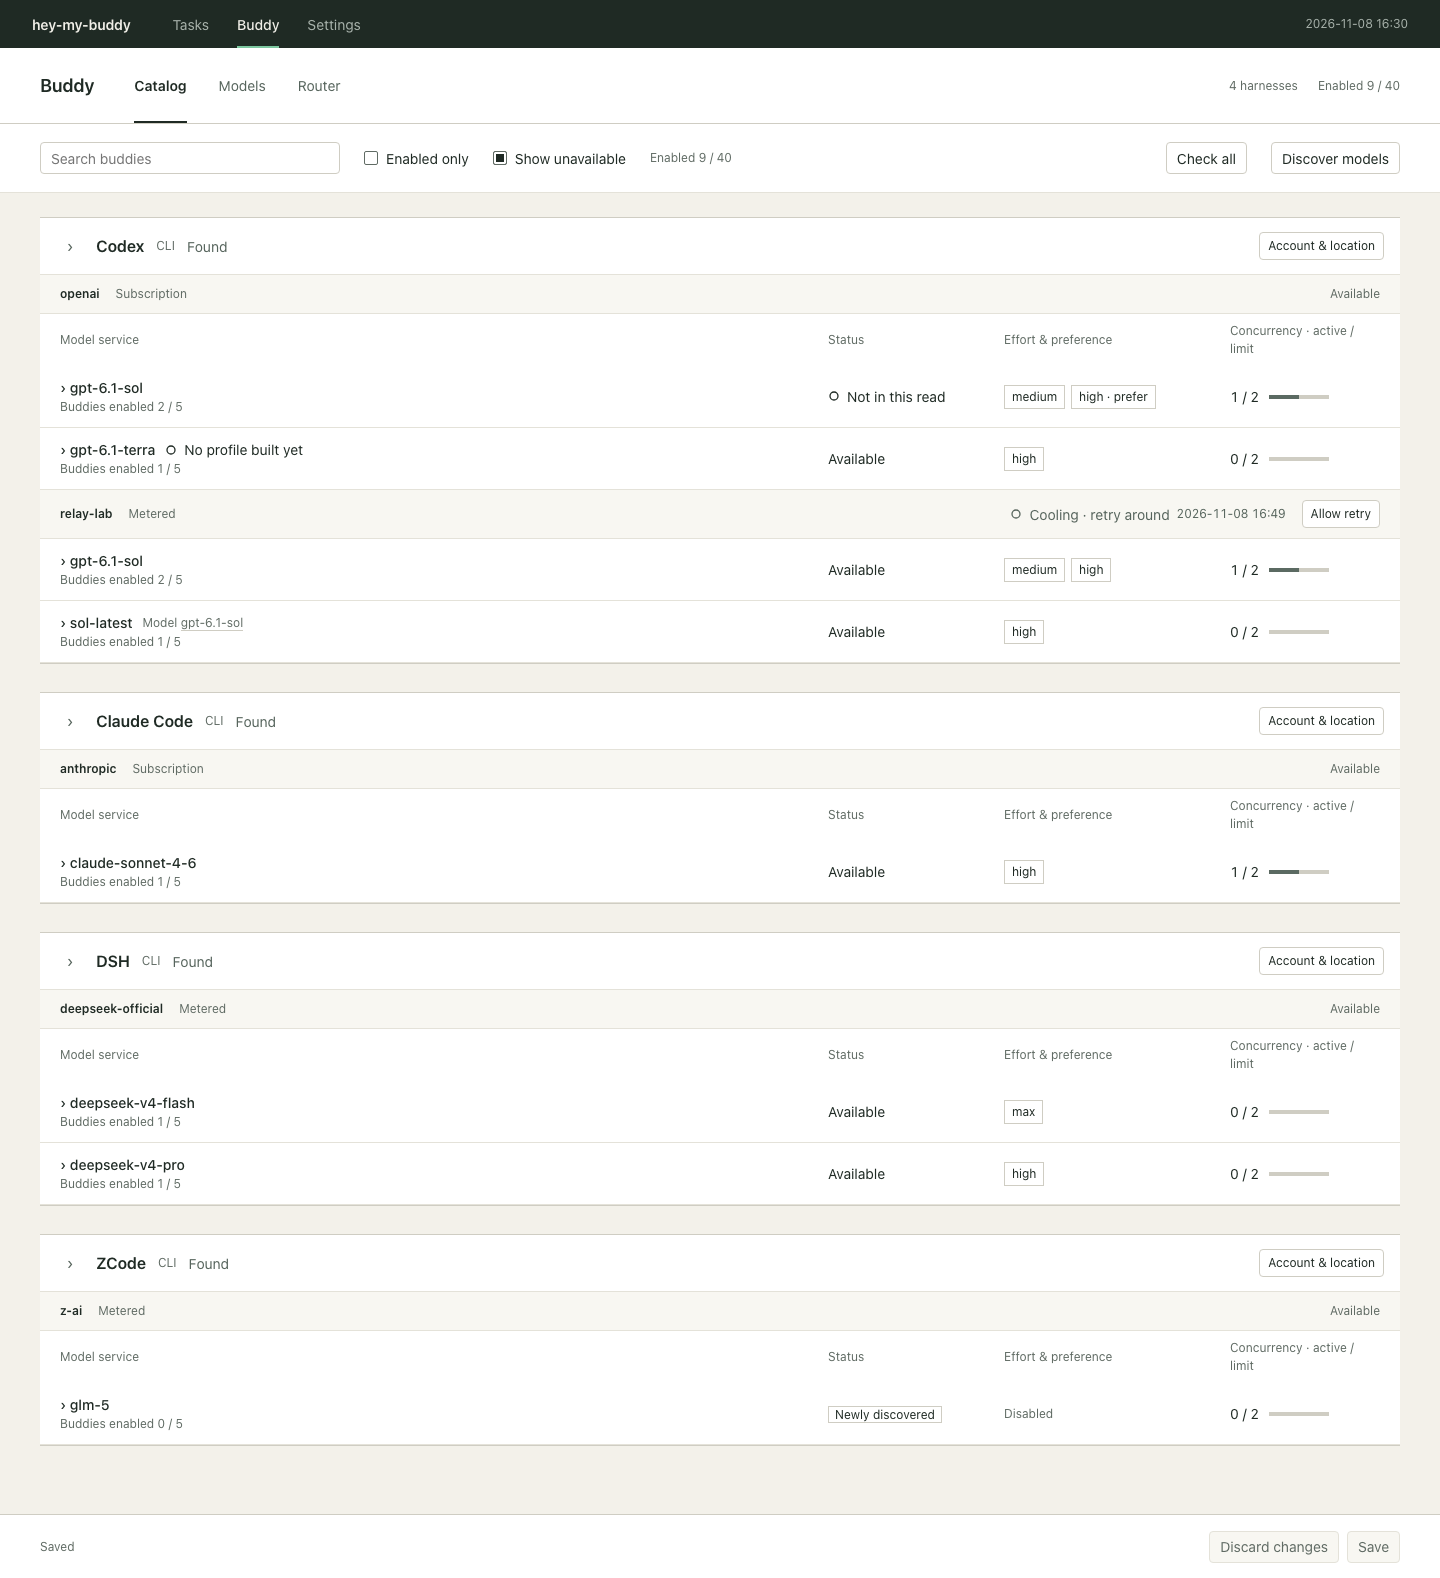 hey-my-buddy Tasks Buddy Settings 2026-11-08 16:30
Buddy Catalog Models Router 4 harnesses Enabled 9 / 40
Search buddies Enabled only Show unavailable Enabled 9 / 40 Check all Discover models
› Codex CLI Found Account & location
openai Subscription Available
Model service Status Effort & preference Concurrency · active /
limit
› gpt-6.1-sol
Buddies enabled 2 / 5
Not in this read medium high · prefer 1 / 2
› gpt-6.1-terra No profile built yet
Buddies enabled 1 / 5
Available high 0 / 2
relay-lab Metered Cooling · retry around 2026-11-08 16:49 Allow retry
› gpt-6.1-sol
Buddies enabled 2 / 5
Available medium high 1 / 2
› sol-latest Model gpt-6.1-sol
Buddies enabled 1 / 5
Available high 0 / 2
› Claude Code CLI Found Account & location
anthropic Subscription Available
Model service Status Effort & preference Concurrency · active /
limit
› claude-sonnet-4-6
Buddies enabled 1 / 5
Available high 1 / 2
› DSH CLI Found Account & location
deepseek-official Metered Available
Model service Status Effort & preference Concurrency · active /
limit
› deepseek-v4-flash
Buddies enabled 1 / 5
Available max 0 / 2
› deepseek-v4-pro
Buddies enabled 1 / 5
Available high 0 / 2
› ZCode CLI Found Account & location
z-ai Metered Available
Model service Status Effort & preference Concurrency · active /
limit
› glm-5
Buddies enabled 0 / 5
Newly discovered Disabled 0 / 2
Saved Discard changes Save